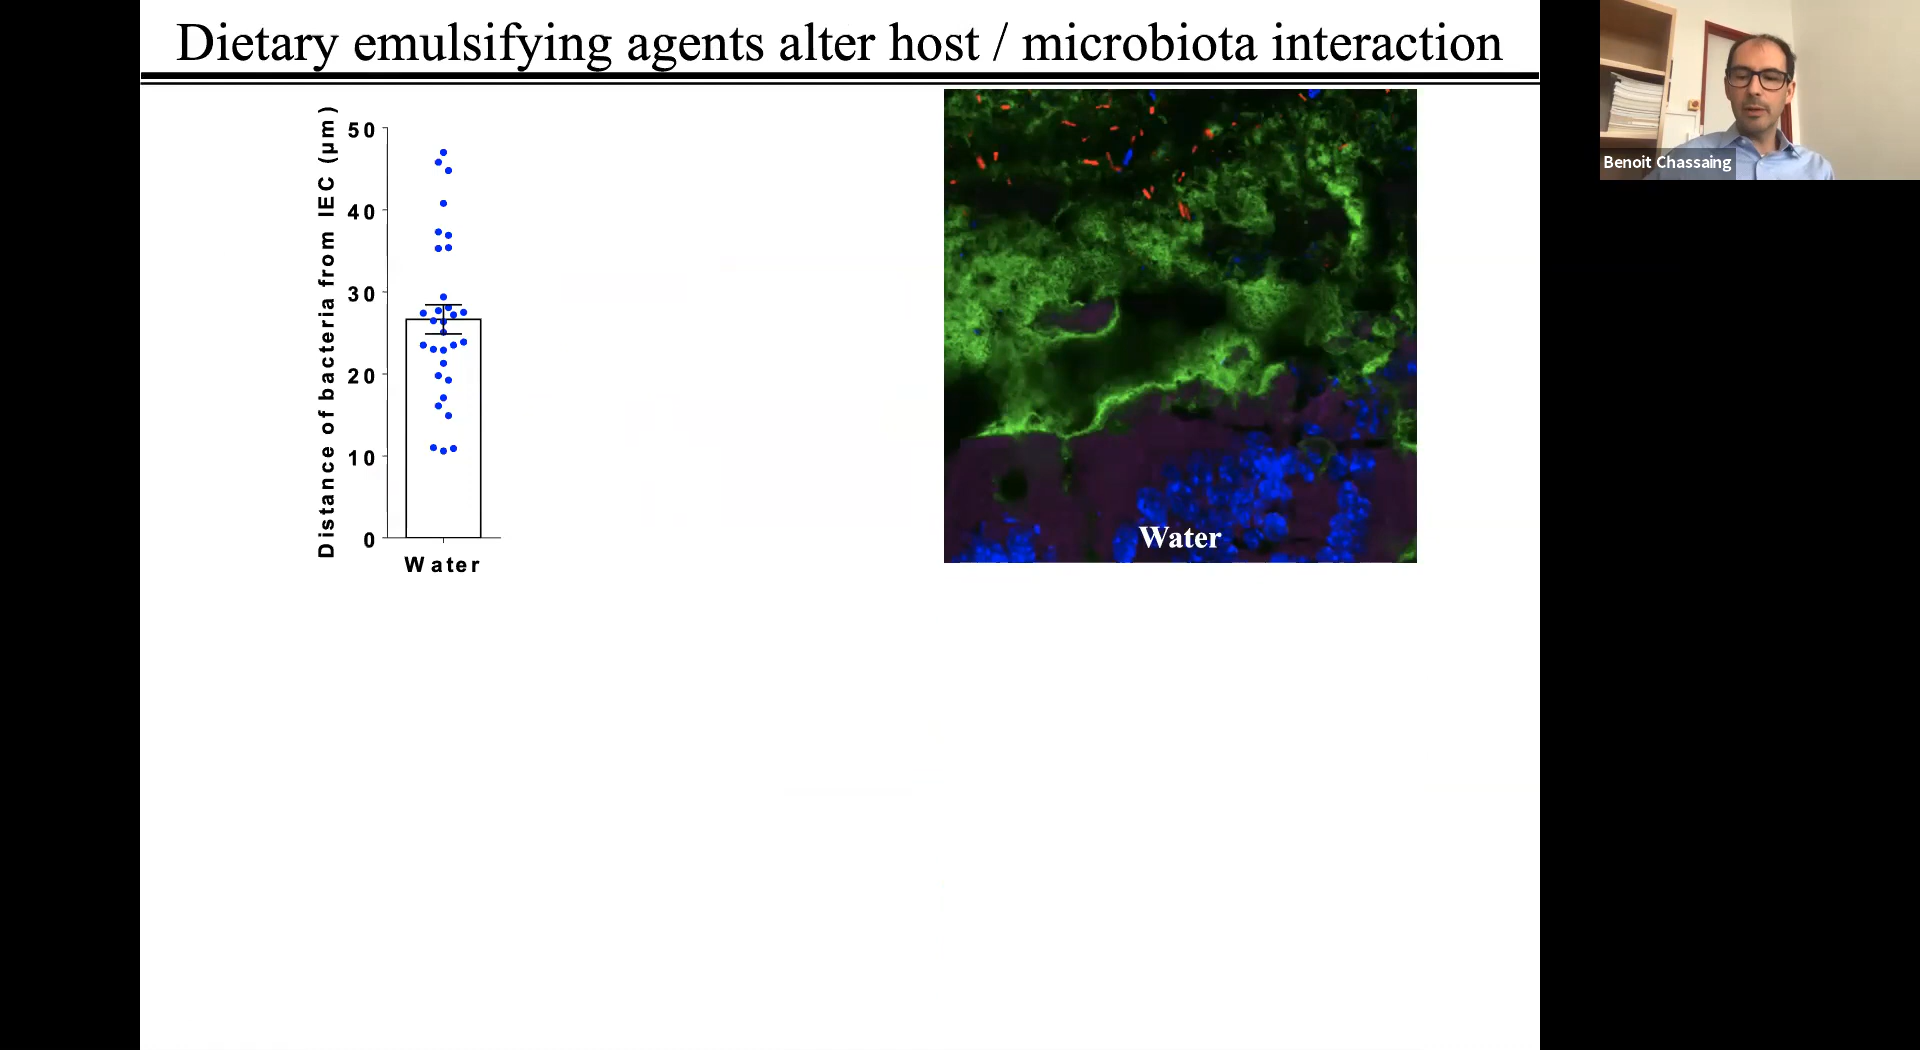 Dietary emulsifying agents alter host / microbiota interaction
Distance of bacteria from IEC (µm)
50
40
30
20
10
0
Water
Water
Benoit Chassaing